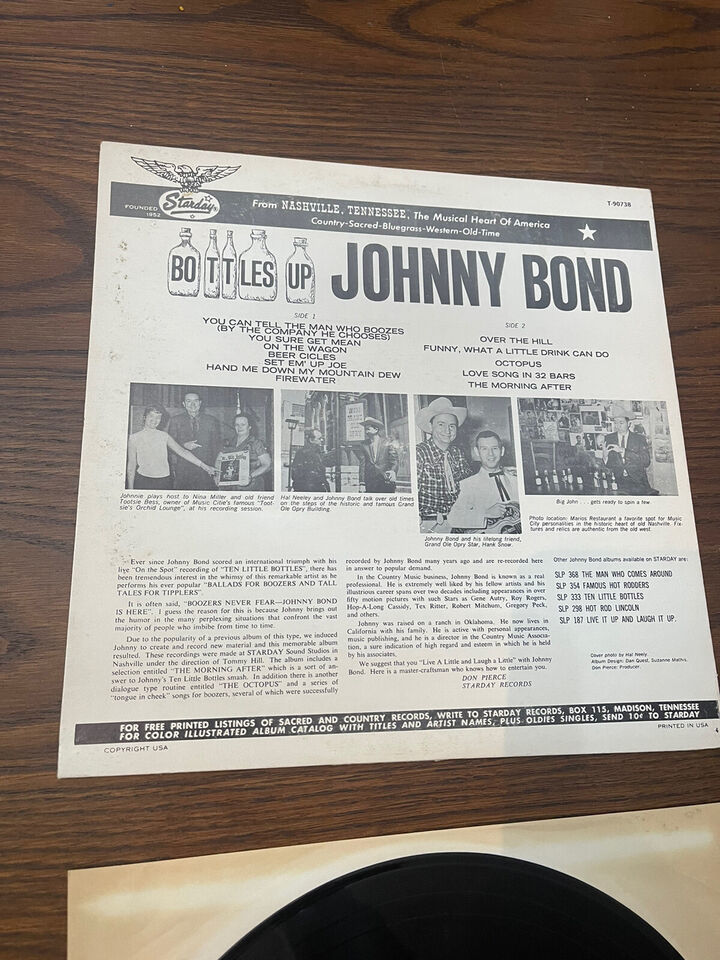 FOUNDED
1952
Starday
From NASHVILLE, TENNESSEE, The Musical Heart Of America
Country-Sacred-Bluegrass-Western-Old-Time
T-90738
BOTTLES UP JOHNNY BOND
SIDE 1
YOU CAN TELL THE MAN WHO BOOZES
(BY THE COMPANY HE CHOOSES)
YOU SURE GET MEAN
ON THE WAGON
BEER CICLES
SET EM' UP JOE
HAND ME DOWN MY MOUNTAIN DEW
FIREWATER
SIDE 2
OVER THE HILL
FUNNY, WHAT A LITTLE DRINK CAN DO
OCTOPUS
LOVE SONG IN 32 BARS
THE MORNING AFTER
Johnnie plays host to Nina Miller and old friend
Tootsie Bess, owner of Music Citie's famous "Toot-
sie's Orchid Lounge", at his recording session.
Hal Neeley and Johnny Bond talk over old times
on the steps of the historic and famous Grand
Ole Opry Building.
Johnny Bond and his lifelong friend,
Grand Ole Opry Star, Hank Snow.
Big John . . . gets ready to spin a few.
Photo location: Marios Restaurant a favorite spot for Music
City personalities in the historic heart of old Nashville. Fix-
tures and relics are authentic from the old west.
Ever since Johnny Bond scored an international triumph with his
live "On the Spot" recording of "TEN LITTLE BOTTLES", there has
been tremendous interest in the whimsy of this remarkable artist as he
performs his ever popular "BALLADS FOR BOOZERS AND TALL
TALES FOR TIPPLERS".
It is often said, "BOOZERS NEVER FEAR—JOHNNY BOND
IS HERE". I guess the reason for this is because Johnny brings out
the humor in the many perplexing situations that confront the vast
majority of people who imbibe from time to time.
Due to the popularity of a previous album of this type, we induced
Johnny to create and record new material and this memorable album
resulted. These recordings were made at STARDAY Sound Studios in
Nashville under the direction of Tommy Hill. The album includes a
selection entitled "THE MORNING AFTER" which is a sort of an-
swer to Johnny's Ten Little Bottles smash. In addition there is another
dialogue type routine entitled "THE OCTOPUS" and a series of
"tongue in cheek" songs for boozers, several of which were successfully
recorded by Johnny Bond many years ago and are re-recorded here
in answer to popular demand.
In the Country Music business, Johnny Bond is known as a real
professional. He is extremely well liked by his fellow artists and his
illustrious career spans over two decades including appearances in over
fifty motion pictures with such Stars as Gene Autry, Roy Rogers,
Hop-A-Long Cassidy, Tex Ritter, Robert Mitchum, Gregory Peck,
and others.
Johnny was raised on a ranch in Oklahoma. He now lives in
California with his family. He is active with personal appearances,
music publishing, and he is a director in the Country Music Associa-
tion, a sure indication of high regard and esteem in which he is held
by his associates.
We suggest that you "Live A Little and Laugh a Little" with Johnny
Bond. Here is a master-craftsman who knows how to entertain you.
DON PIERCE
STARDAY RECORDS
Other Johnny Bond albums available on STARDAY are:
SLP 368 THE MAN WHO COMES AROUND
SLP 354 FAMOUS HOT RODDERS
SLP 333 TEN LITTLE BOTTLES
SLP 298 HOT ROD LINCOLN
SLP 187 LIVE IT UP AND LAUGH IT UP.
Cover photo by Hal Neely.
Album Design: Dan Quest, Suzanne Mathis.
Don Pierce: Producer.
FOR FREE PRINTED LISTINGS OF SACRED AND COUNTRY RECORDS, WRITE TO STARDAY RECORDS, BOX 115, MADISON, TENNESSEE
FOR COLOR ILLUSTRATED ALBUM CATALOG WITH TITLES AND ARTIST NAMES, PLUS OLDIES SINGLES, SEND 10¢ TO STARDAY
COPYRIGHT USA
PRINTED IN USA
4